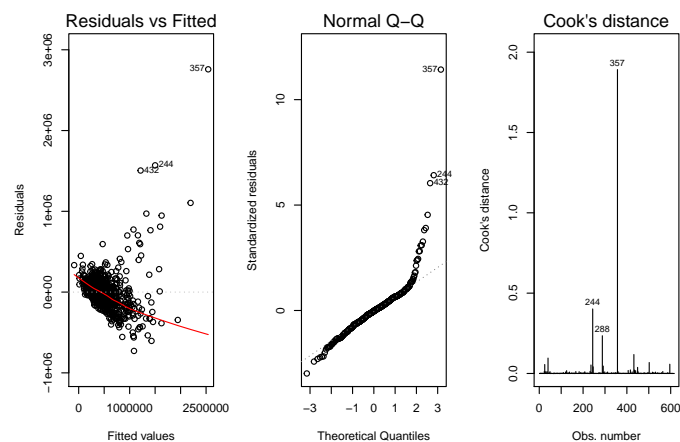 Residuals vs Fitted
Normal Q−Q
Cook's distance
Residuals
−1e+06
0e+00
1e+06
2e+06
3e+06
357
244
432
0 1000000 2500000
Fitted values
Standardized residuals
0
5
10
357
244
432
−3 −1 0 1 2 3
Theoretical Quantiles
Cook's distance
0.0
0.5
1.0
1.5
2.0
357
244
288
0 200 400 600
Obs. number